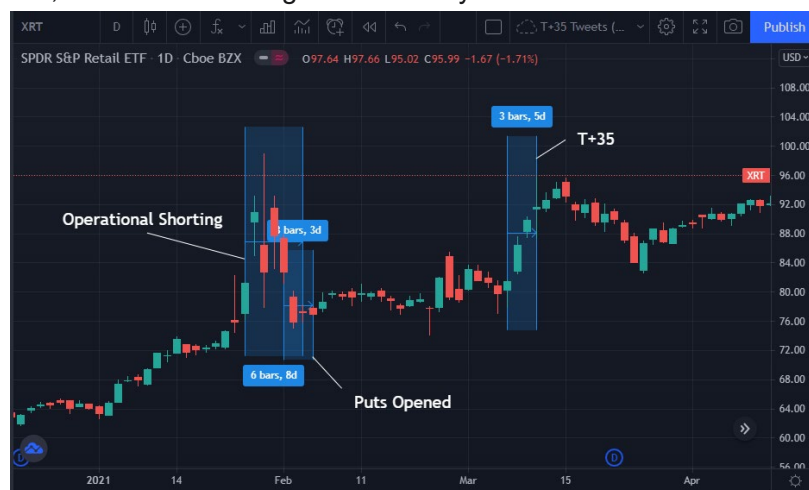 XRT D T+35 Tweets (... Publish
SPDR S&P Retail ETF · 1D · Cboe BZX O97.64 H97.66 L95.02 C95.99 −1.67 (−1.71%) USD
108.00
3 bars, 5d
104.00
T+35
100.00
XRT 96.00
Operational Shorting
92.00
bars, 3d
88.00
84.00
80.00
76.00
72.00
6 bars, 8d
68.00
Puts Opened
64.00
60.00
D D
56.00
2021 14 Feb 11 Mar 15 Apr